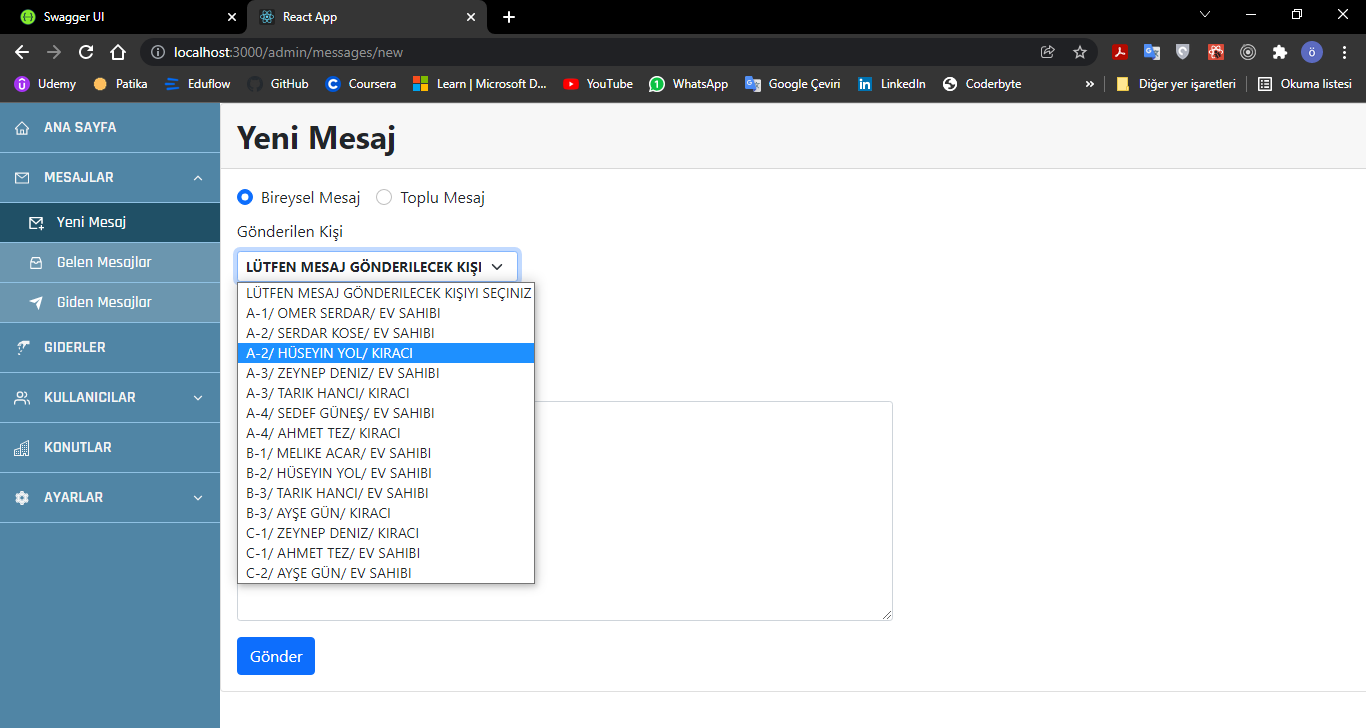 Swagger UI
React App
localhost:3000/admin/messages/new
ö
Udemy
Patika
Eduflow
GitHub
Coursera
Learn | Microsoft D...
YouTube
WhatsApp
Google Çeviri
LinkedIn
Coderbyte
»
Diğer yer işaretleri
Okuma listesi
ANA SAYFA
MESAJLAR
Yeni Mesaj
Gelen Mesajlar
Giden Mesajlar
GIDERLER
KULLANICILAR
KONUTLAR
AYARLAR
Yeni Mesaj
Bireysel Mesaj
Toplu Mesaj
Gönderilen Kişi
LÜTFEN MESAJ GÖNDERILECEK KIŞI
LÜTFEN MESAJ GÖNDERILECEK KIŞIYI SEÇINIZ
A-1/ OMER SERDAR/ EV SAHIBI
A-2/ SERDAR KOSE/ EV SAHIBI
A-2/ HÜSEYIN YOL/ KIRACI
A-3/ ZEYNEP DENIZ/ EV SAHIBI
A-3/ TARIK HANCI/ KIRACI
A-4/ SEDEF GÜNEŞ/ EV SAHIBI
A-4/ AHMET TEZ/ KIRACI
B-1/ MELIKE ACAR/ EV SAHIBI
B-2/ HÜSEYIN YOL/ EV SAHIBI
B-3/ TARIK HANCI/ EV SAHIBI
B-3/ AYŞE GÜN/ KIRACI
C-1/ ZEYNEP DENIZ/ KIRACI
C-1/ AHMET TEZ/ EV SAHIBI
C-2/ AYŞE GÜN/ EV SAHIBI
Gönder